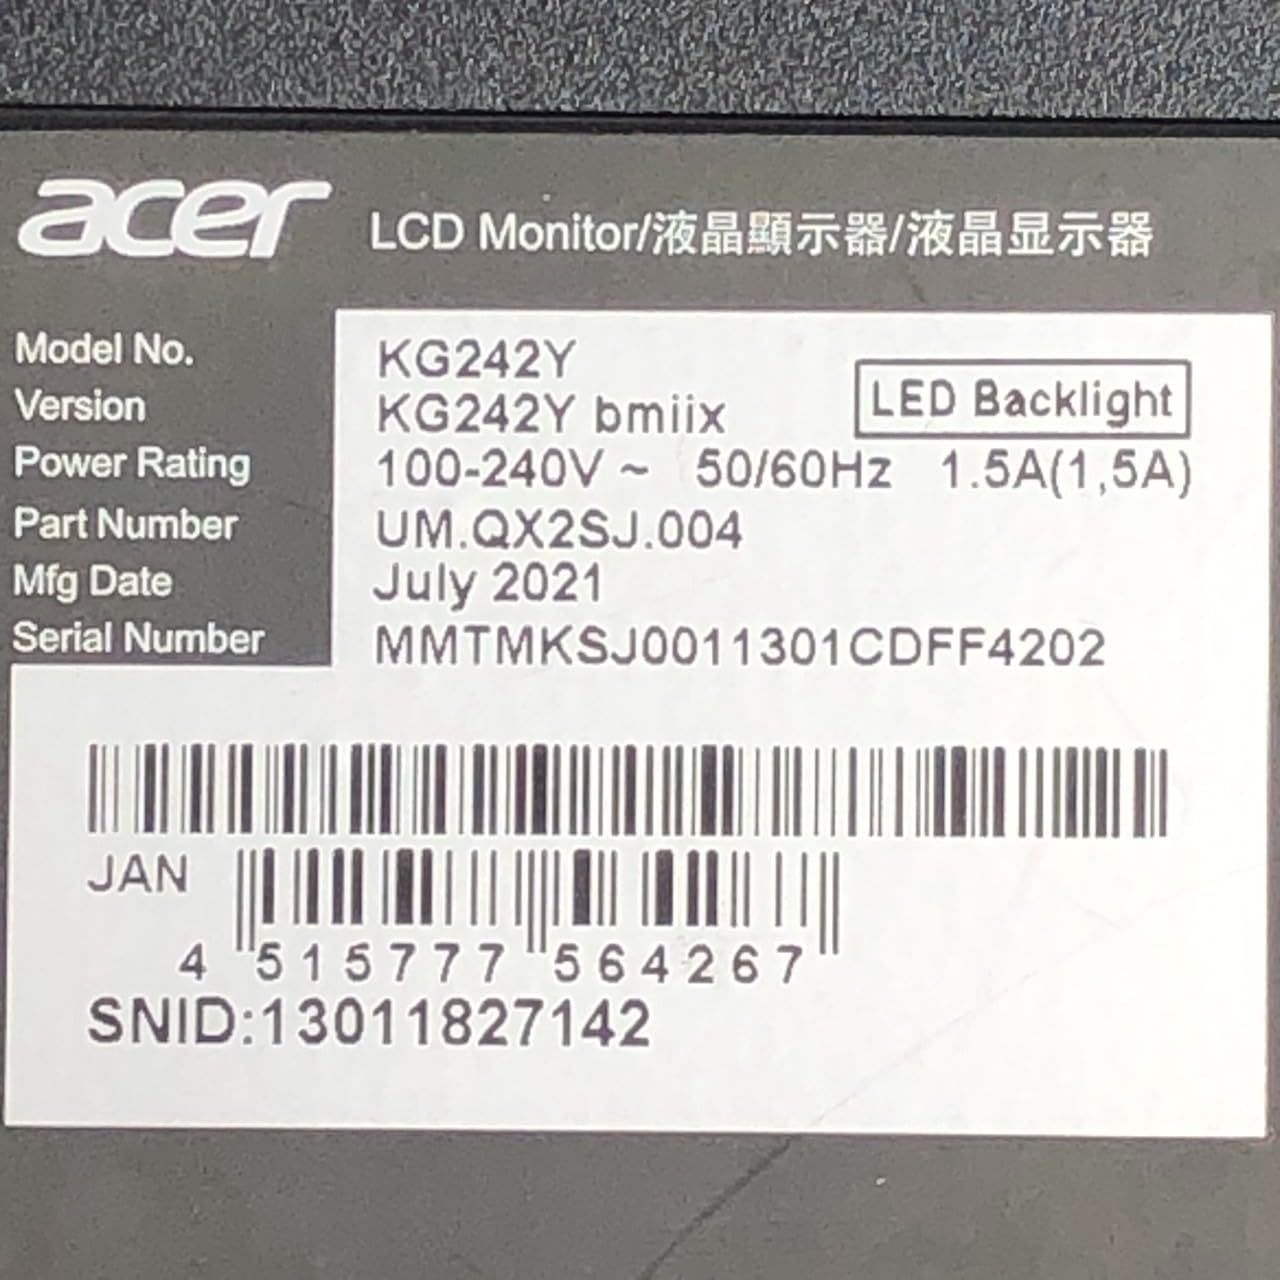 acer LCD Monitor/液晶顯示器/液晶显示器
Model No. KG242Y
Version KG242Y bmiix LED Backlight
Power Rating 100-240V ~ 50/60Hz 1.5A(1,5A)
Part Number UM.QX2SJ.004
Mfg Date July 2021
Serial Number MMTMKSJ0011301CDFF4202
JAN
4 515777 564267
SNID:13011827142